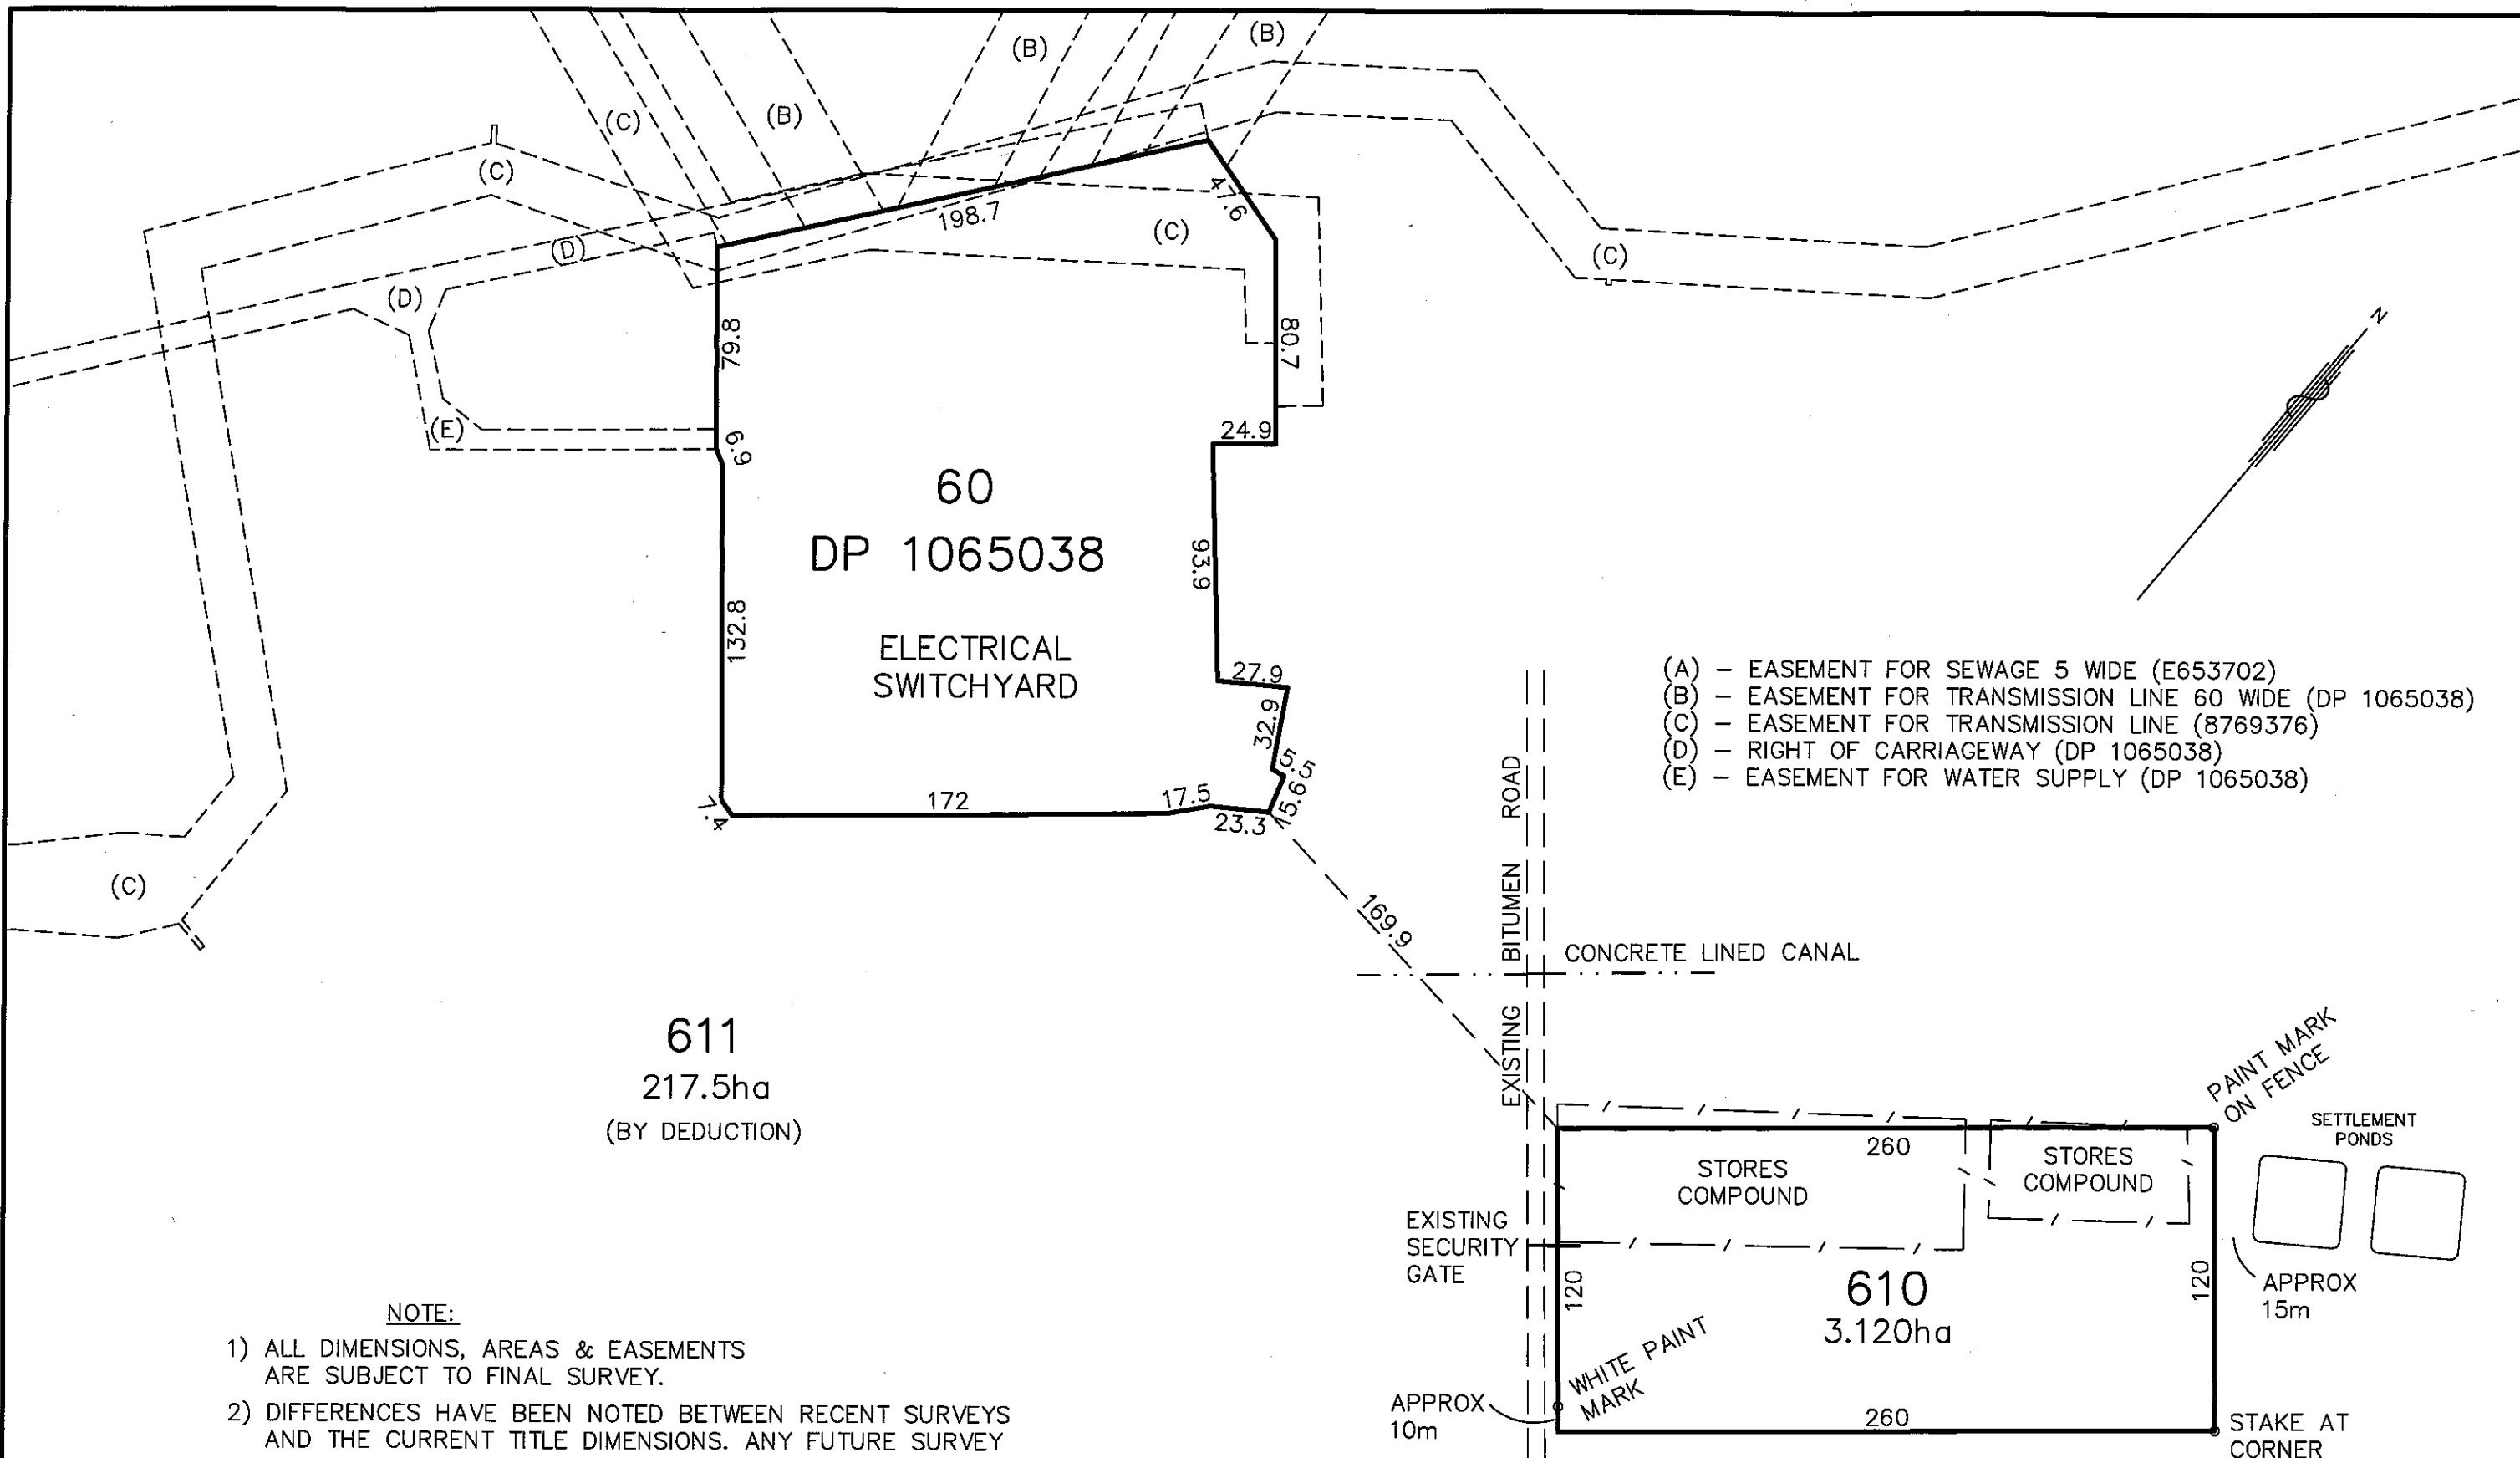 (B)
(B)
(B)
(C)
(C)
198.7
47.6
(C)
(D)
(C)
(D)
79.8
80.7
N
(E)
6.9
24.9
60
DP 1065038
93.9
132.8
ELECTRICAL
SWITCHYARD
27.9
32.9
5.5
15.6
172
17.5
23.3
7.4
(A) – EASEMENT FOR SEWAGE 5 WIDE (E653702)
(B) – EASEMENT FOR TRANSMISSION LINE 60 WIDE (DP 1065038)
(C) – EASEMENT FOR TRANSMISSION LINE (8769376)
(D) – RIGHT OF CARRIAGEWAY (DP 1065038)
(E) – EASEMENT FOR WATER SUPPLY (DP 1065038)
(C)
169.9
EXISTING BITUMEN ROAD
CONCRETE LINED CANAL
611
217.5ha
(BY DEDUCTION)
PAINT MARK
ON FENCE
SETTLEMENT
PONDS
260
STORES
COMPOUND
STORES
COMPOUND
EXISTING
SECURITY
GATE
120
610
3.120ha
120
APPROX
15m
WHITE PAINT
MARK
APPROX
10m
260
STAKE AT
CORNER
NOTE:
1) ALL DIMENSIONS, AREAS & EASEMENTS
ARE SUBJECT TO FINAL SURVEY.
2) DIFFERENCES HAVE BEEN NOTED BETWEEN RECENT SURVEYS
AND THE CURRENT TITLE DIMENSIONS. ANY FUTURE SURVEY